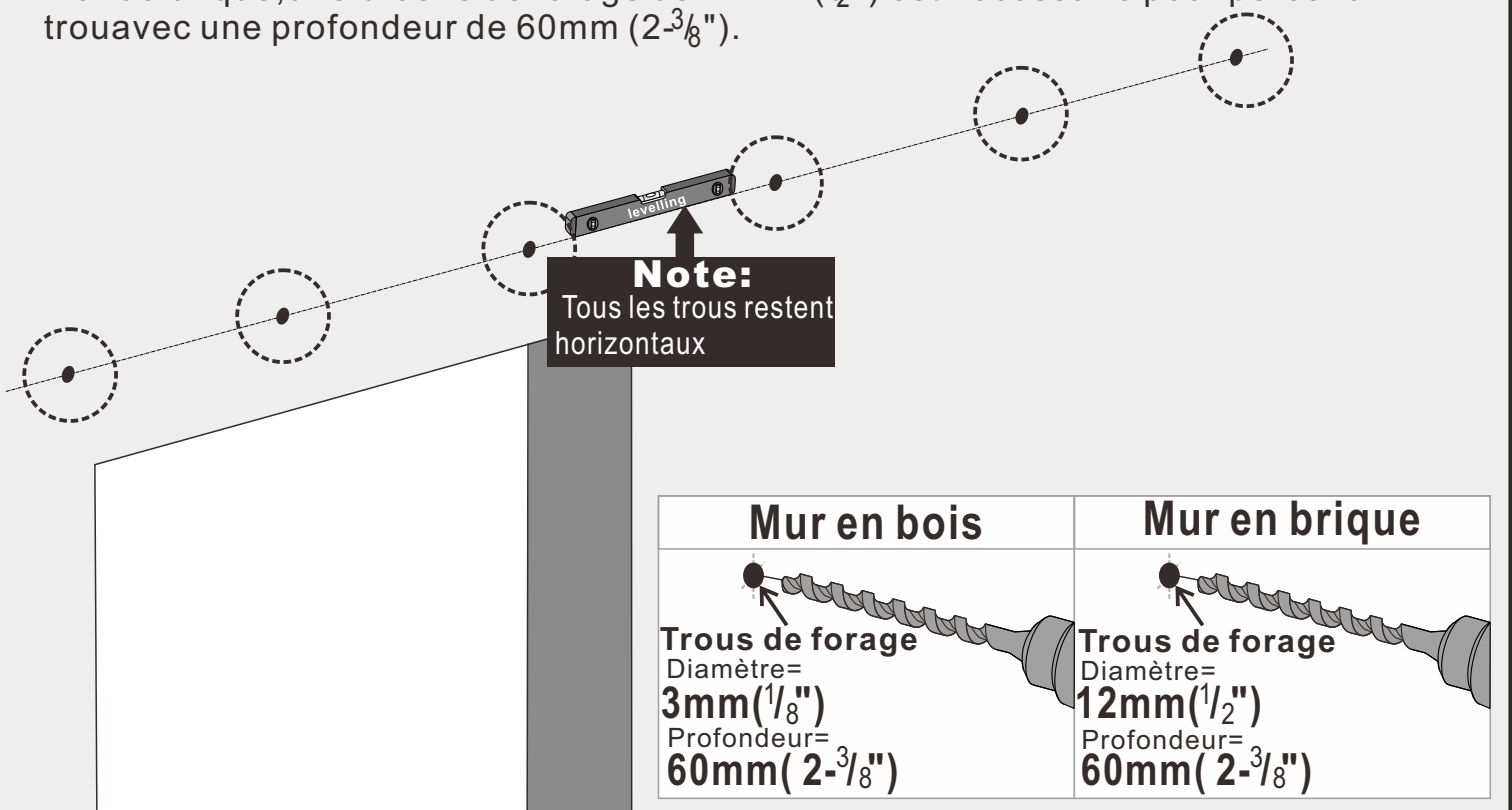 trouavec une profondeur de 60mm (2-3/8").
levelling
Note:
Tous les trous restent
horizontaux
Mur en bois
Trous de forage
Diamètre=
3mm(1/8")
Profondeur=
60mm( 2-3/8")
Mur en brique
Trous de forage
Diamètre=
12mm(1/2")
Profondeur=
60mm( 2-3/8")